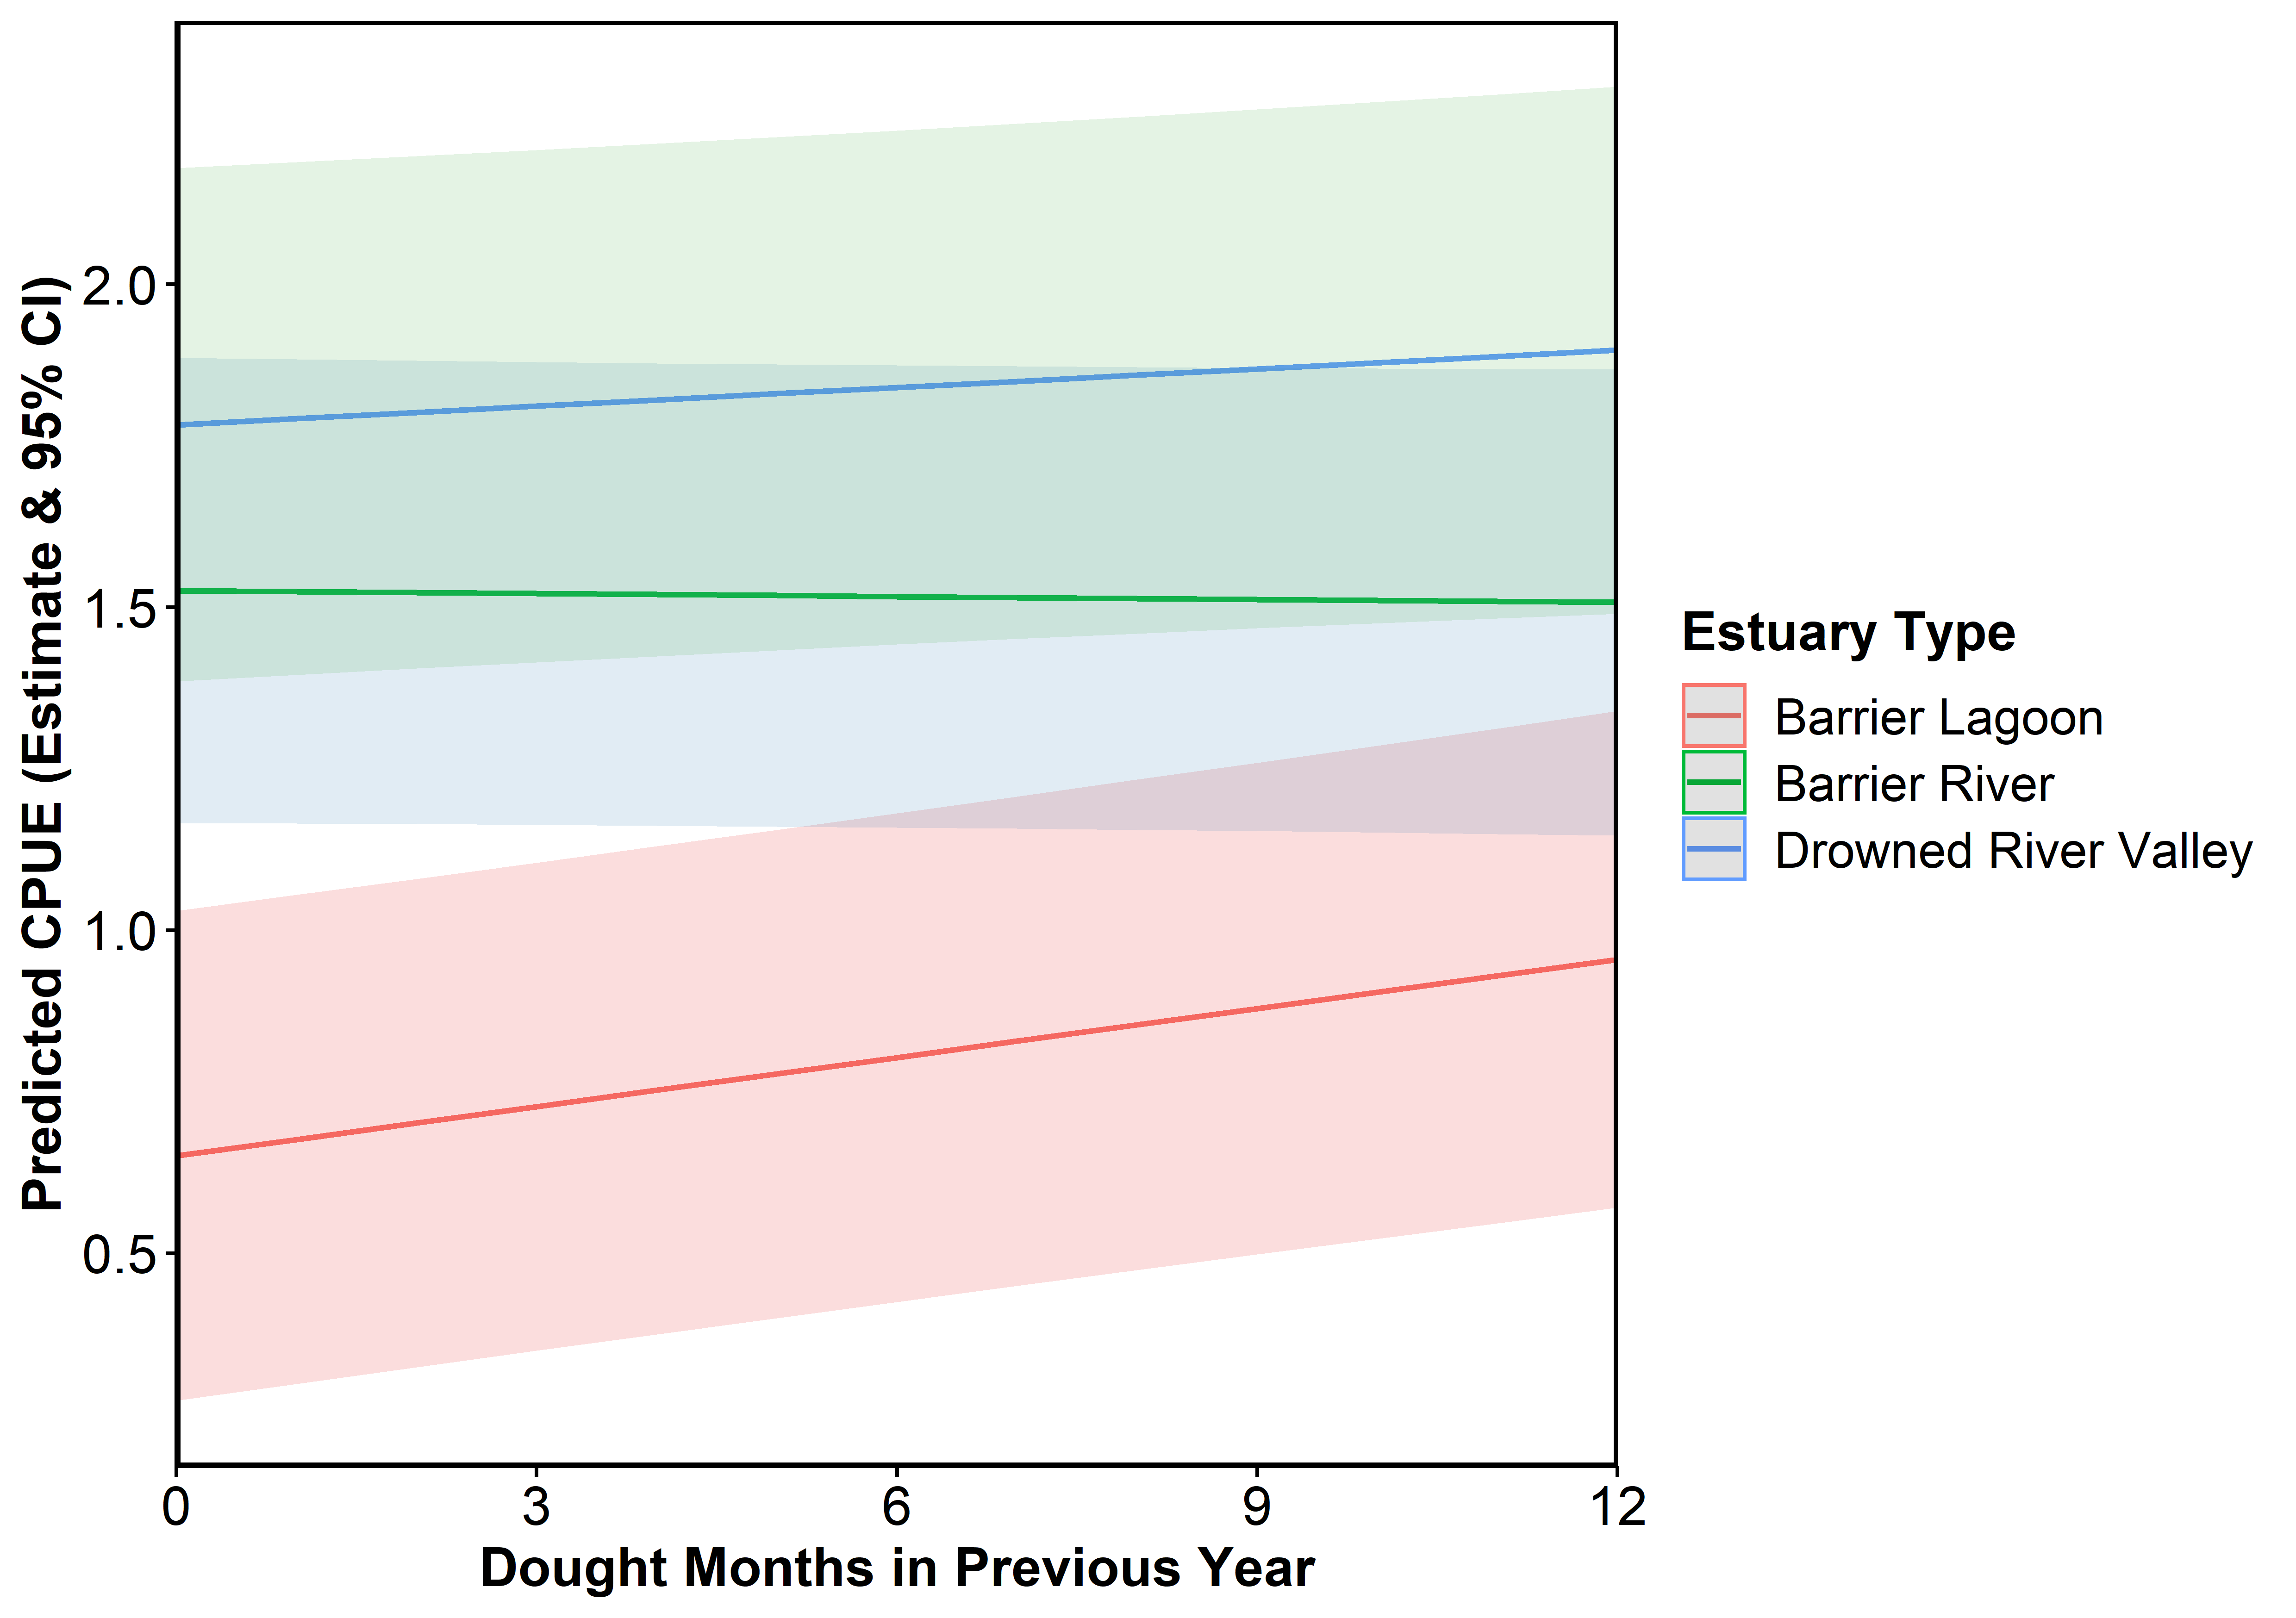 Predicted CPUE (Estimate & 95% CI)
2.0
1.5
1.0
0.5
0 3 6 9 12
Dought Months in Previous Year
Estuary Type
Barrier Lagoon
Barrier River
Drowned River Valley